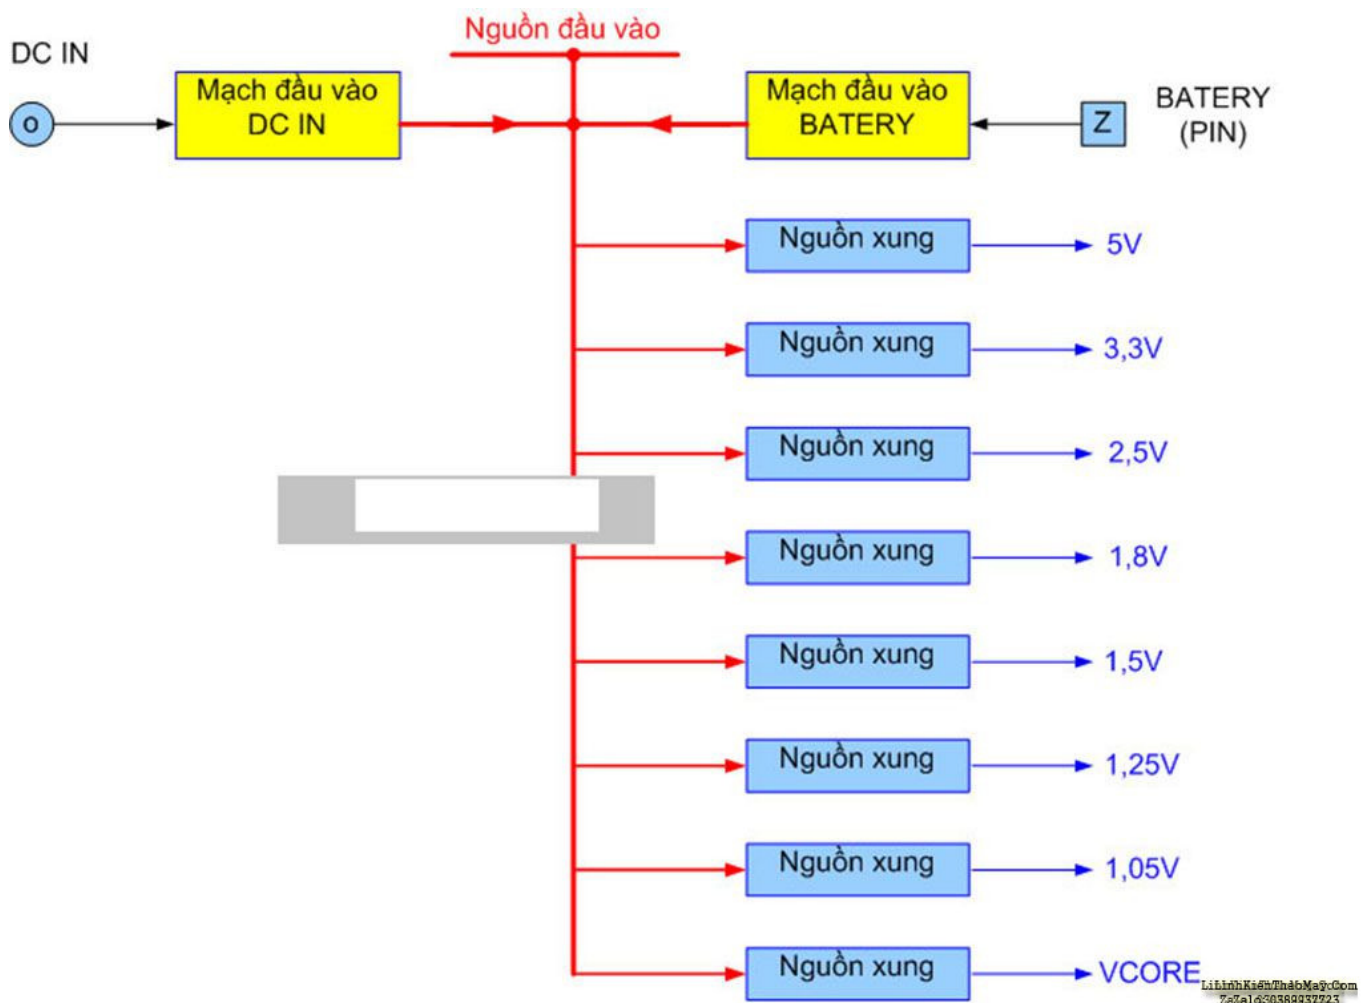 Nguồn đầu vào
DC IN
Mạch đầu vào
DC IN
O
Mạch đầu vào
BATERY
Z
BATERY
(PIN)
Nguồn xung
5V
Nguồn xung
3,3V
Nguồn xung
2,5V
Nguồn xung
1,8V
Nguồn xung
1,5V
Nguồn xung
1,25V
Nguồn xung
1,05V
Nguồn xung
VCORE